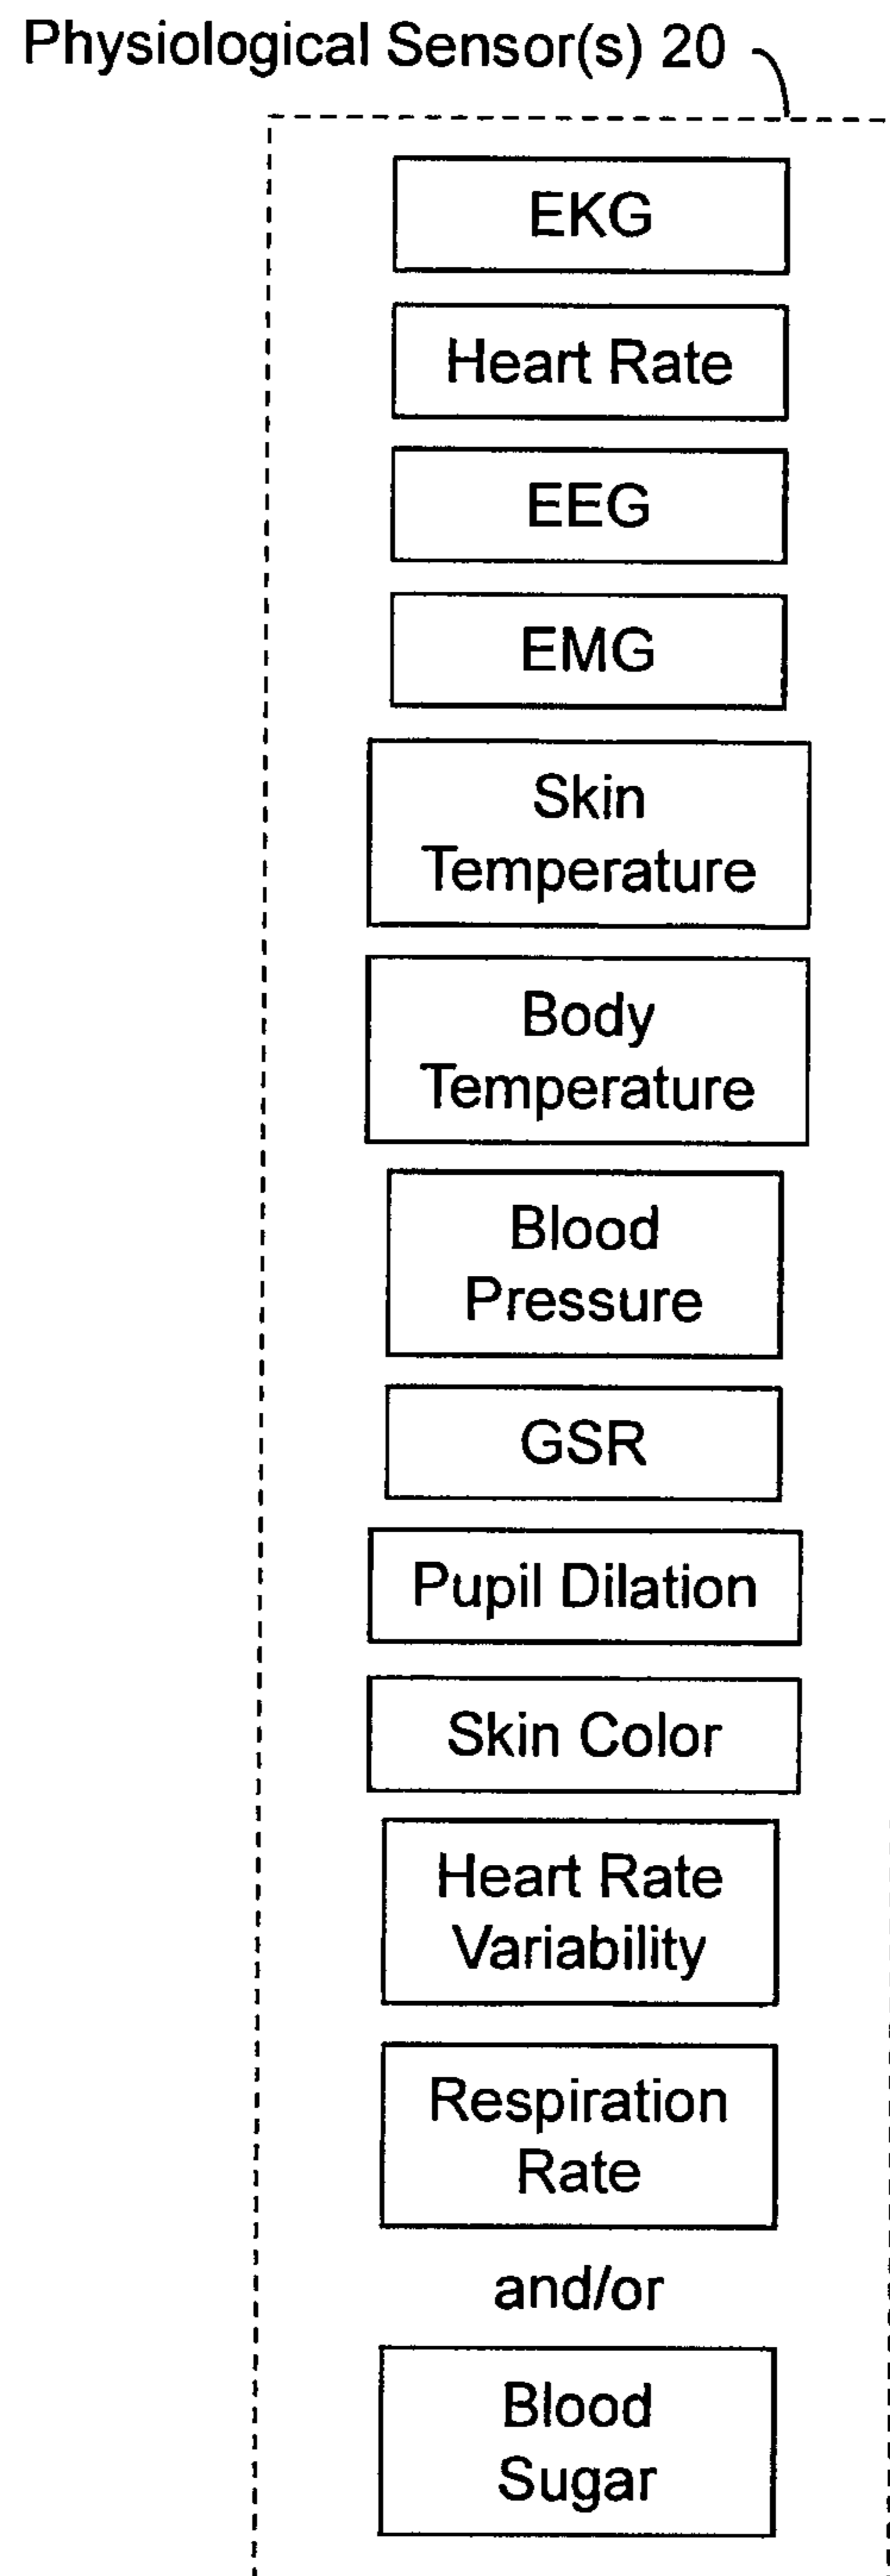 Physiological Sensor(s) 20
EKG
Heart Rate
EEG
EMG
Skin
Temperature
Body
Temperature
Blood
Pressure
GSR
Pupil Dilation
Skin Color
Heart Rate
Variability
Respiration
Rate
and/or
Blood
Sugar